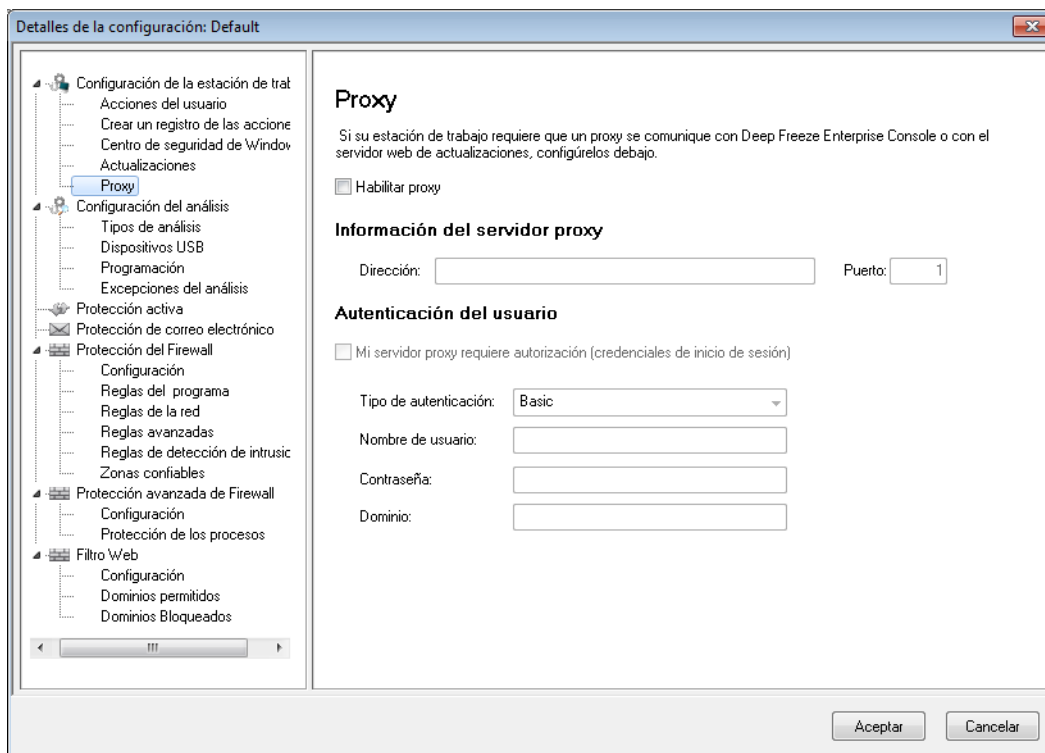 Detalles de la configuración: Default
Configuración de la estación de trat
Acciones del usuario
Crear un registro de las accione
Centro de seguridad de Window
Actualizaciones
Proxy
Configuración del análisis
Tipos de análisis
Dispositivos USB
Programación
Excepciones del análisis
Protección activa
Protección de correo electrónico
Protección del Firewall
Configuración
Reglas del programa
Reglas de la red
Reglas avanzadas
Reglas de detección de intrusic
Zonas confiables
Protección avanzada de Firewall
Configuración
Protección de los procesos
Filtro Web
Configuración
Dominios permitidos
Dominios Bloqueados
Proxy
Si su estación de trabajo requiere que un proxy se comunique con Deep Freeze Enterprise Console o con el
servidor web de actualizaciones, configúrelos debajo.
Habilitar proxy
Información del servidor proxy
Dirección: Puerto: 1
Autenticación del usuario
Mi servidor proxy requiere autorización (credenciales de inicio de sesión)
Tipo de autenticación: Basic
Nombre de usuario:
Contraseña:
Dominio:
Aceptar Cancelar